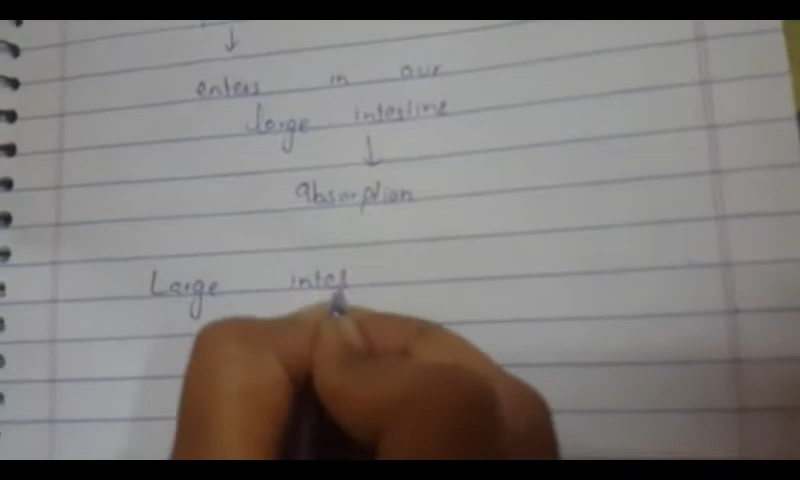 ↓
enters in our
large intestine
↓
absorption
Large intes